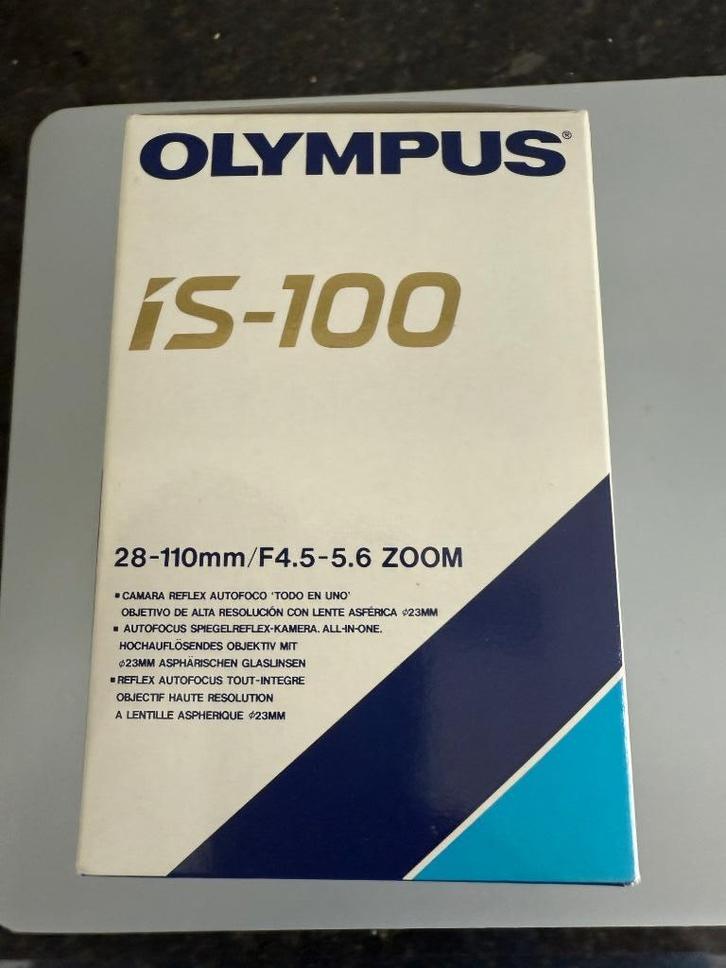 OLYMPUS®
iS-100
28-110mm/F4.5-5.6 ZOOM
▪ CAMARA REFLEX AUTOFOCO 'TODO EN UNO'
OBJETIVO DE ALTA RESOLUCIÓN CON LENTE ASFÉRICA ⌀23MM
▪ AUTOFOCUS SPIEGELREFLEX-KAMERA. ALL-IN-ONE.
HOCHAUFLÖSENDES OBJEKTIV MIT
⌀23MM ASPHÄRISCHEN GLASLINSEN
▪ REFLEX AUTOFOCUS TOUT-INTEGRE
OBJECTIF HAUTE RESOLUTION
A LENTILLE ASPHERIQUE ⌀23MM